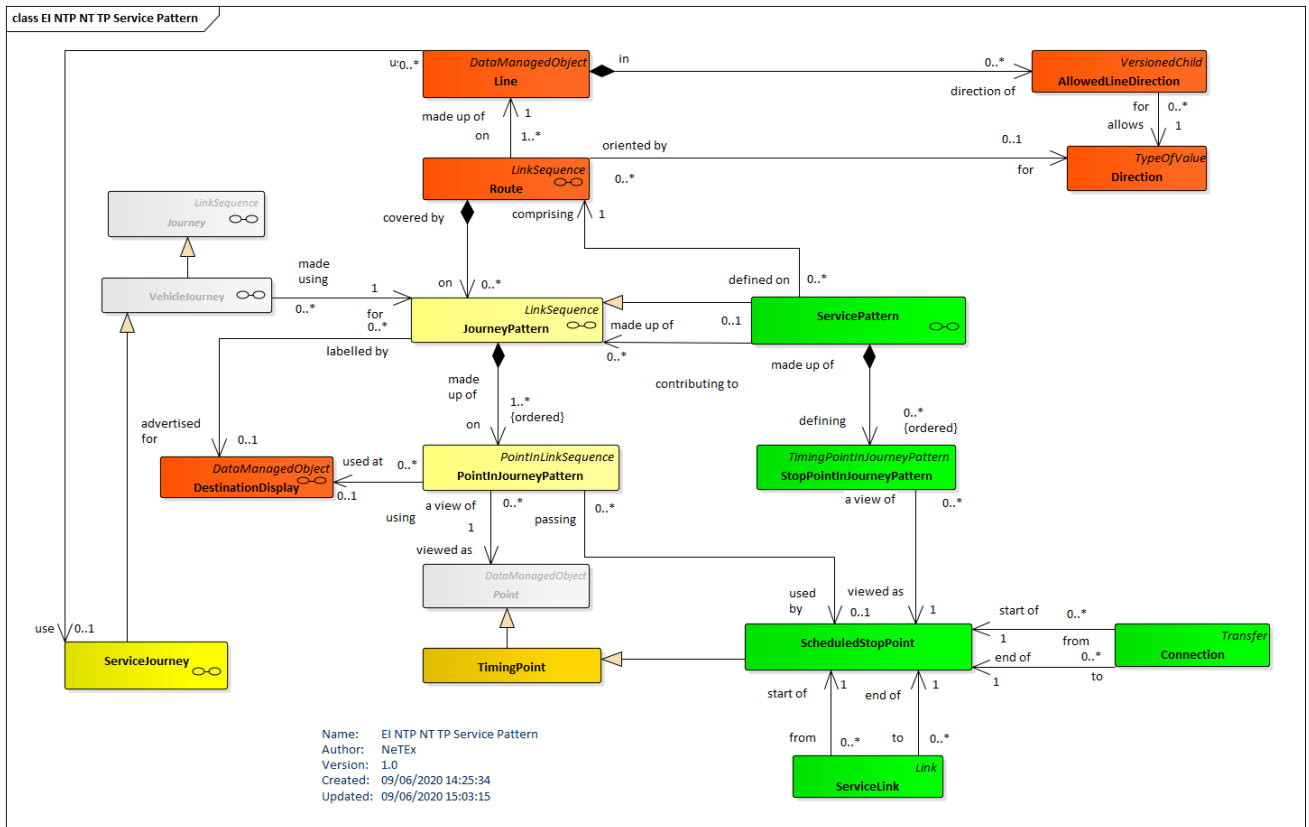 class EI NTP NT TP Service Pattern
DataManagedObject
Line
0..*
in
0..*
direction of
VersionedChild
AllowedLineDirection
for
0..*
allows
1
made up of
1
on
1..*
oriented by
0..1
for
TypeOfValue
Direction
LinkSequence
Route
0..*
LinkSequence
Journey
covered by
comprising
1
made
using
1
VehicleJourney
0..*
for
0..*
on
0..*
defined on
0..*
LinkSequence
JourneyPattern
ServicePattern
made up of
0..1
0..*
labelled by
made
up of
1..*
{ordered}
on
contributing to
made up of
defining
0..*
{ordered}
advertised
for
0..1
DataManagedObject
DestinationDisplay
used at
0..*
0..1
PointInLinkSequence
PointInJourneyPattern
TimingPointInJourneyPattern
StopPointInJourneyPattern
using
a view of
0..*
1
passing
0..*
a view of
0..*
viewed as
DataManagedObject
Point
used
by
0..1
viewed as
1
use
0..1
ServiceJourney
TimingPoint
ScheduledStopPoint
start of
0..*
1
from
end of
0..*
1
to
Transfer
Connection
start of
1
end of
1
from
0..*
to
0..*
Link
ServiceLink
Name: EI NTP NT TP Service Pattern
Author: NeTEx
Version: 1.0
Created: 09/06/2020 14:25:34
Updated: 09/06/2020 15:03:15